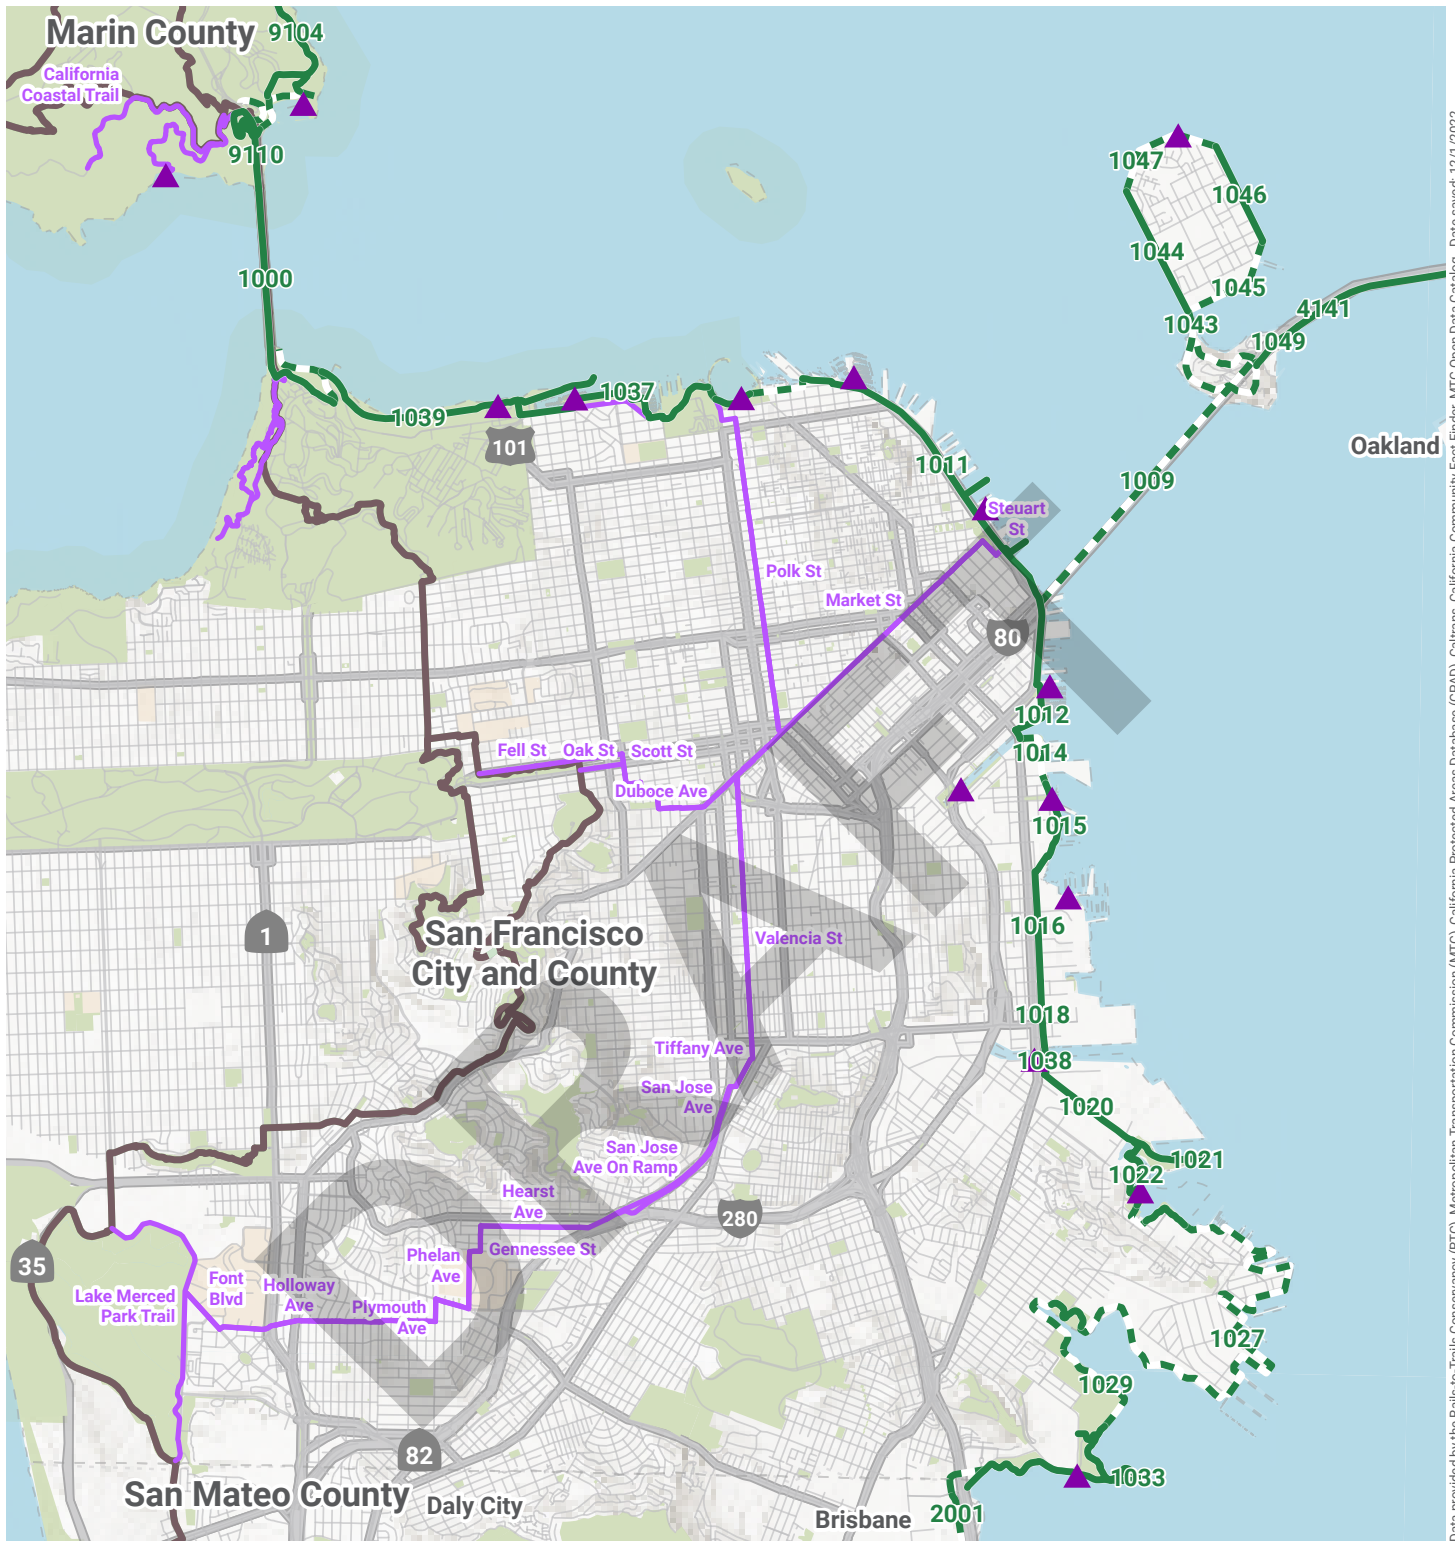 Marin County
9104
California
Coastal Trail
9110
1047
1046
1044
1000
1045
4141
1043
1049
1037
1039
101
Oakland
1011
1009
Steuart
St
Polk St
Market St
80
1012
Fell St
Oak St
Scott St
1014
Duboce Ave
1015
1016
1
San Francisco
City and County
Valencia St
1018
Tiffany Ave
1038
San Jose
Ave
1020
San Jose
Ave On Ramp
1021
1022
Hearst
Ave
280
Gennessee St
Phelan
Ave
35
Font
Blvd
Holloway
Ave
Lake Merced
Park Trail
Plymouth
Ave
1027
1029
82
1033
San Mateo County
Daly City
Brisbane
2001
DRAFT